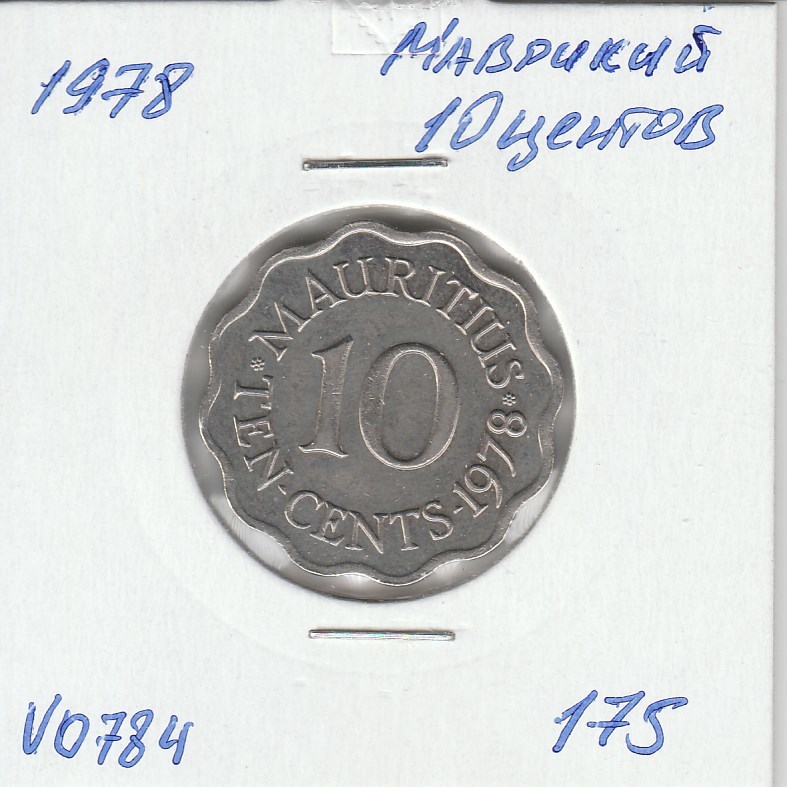 1978
Маврикий
10 центов
* MAURITIUS *
10
TEN-CENTS-1978
V0784
175